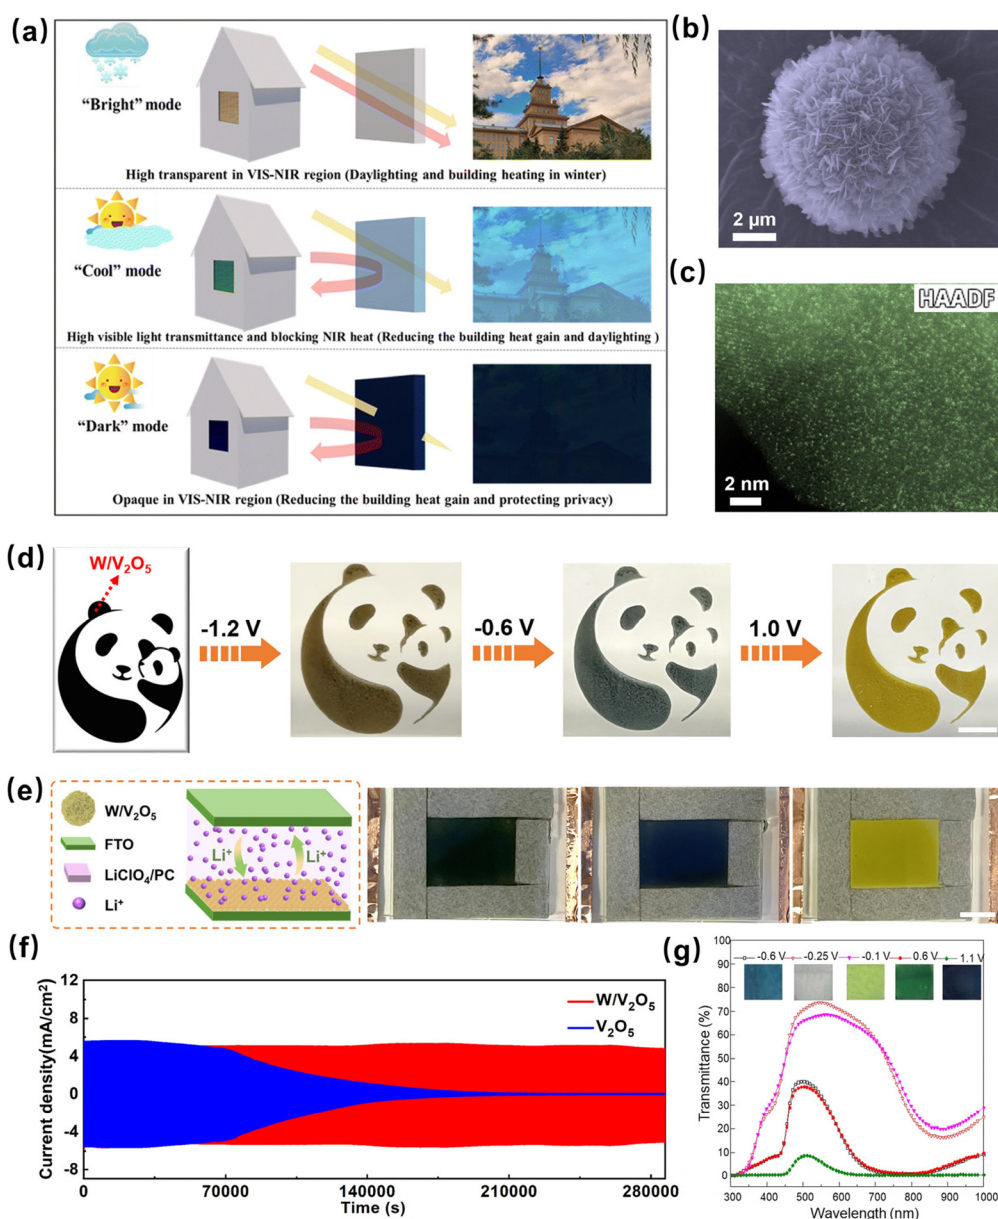 (a)
"Bright" mode
High transparent in VIS-NIR region (Daylighting and building heating in winter)
"Cool" mode
High visible light transmittance and blocking NIR heat (Reducing the building heat gain and daylighting )
"Dark" mode
Opaque in VIS-NIR region (Reducing the building heat gain and protecting privacy)
(b)
2 μm
(c)
HAADF
2 nm
(d)
W/V₂O₅
-1.2 V
-0.6 V
1.0 V
(e)
W/V₂O₅
FTO
LiClO₄/PC
Li⁺
Li⁺
Li⁺
(f)
Current density(mA/cm²)
12
8
4
0
-4
-8
W/V₂O₅
V₂O₅
0
70000
140000
210000
280000
Time (s)
(g)
Transmittance (%)
100
90
80
70
60
50
40
30
20
10
0
-0.6 V
-0.25 V
-0.1 V
0.6 V
1.1 V
300
400
500
600
700
800
900
1000
Wavelength (nm)